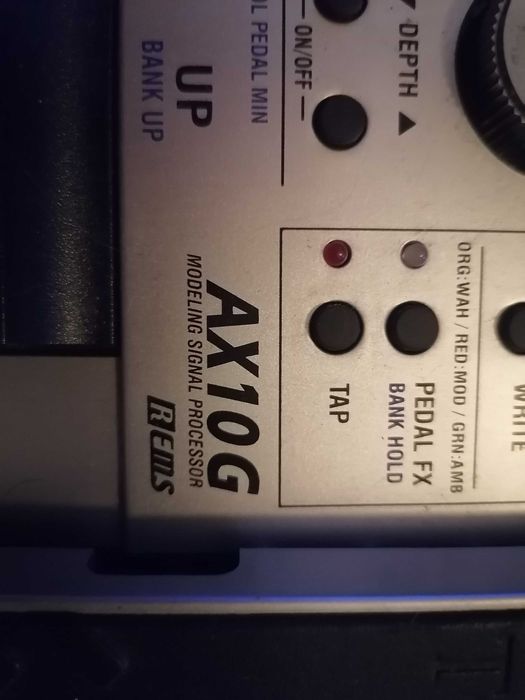 ▼ DEPTH ▲
— ON/OFF —
PEDAL MIN
UP
BANK UP
ORG:WAH / RED:MOD / GRN:AMB
PEDAL FX
BANK HOLD
TAP
AX10G
MODELING SIGNAL PROCESSOR
REMS